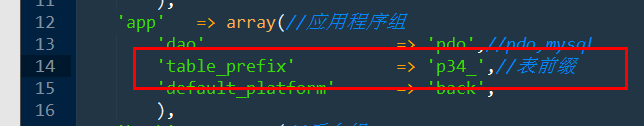 11 ),
12 'app' => array(//应用程序组
13 'dao' => 'pdo',//pdo,mysql
14 'table_prefix' => 'p34_',//表前缀
15 'default_platform' => 'back',
16 ),